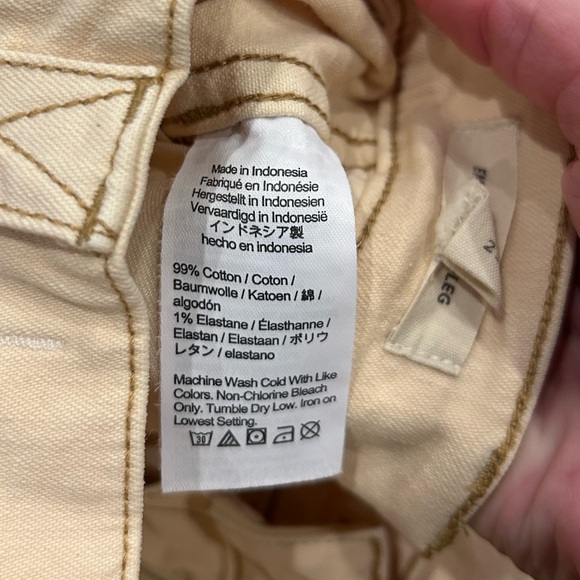 Made in Indonesia
Fabriqué en Indonésie
Hergestellt in Indonesien
Vervaardigd in Indonesië
インドネシア製
hecho en indonesia
99% Cotton / Coton /
Baumwolle / Katoen / 綿 /
algodón
1% Elastane / Élasthanne /
Elastan / Elastaan / ポリウ
レタン / elastano
Machine Wash Cold With Like
Colors. Non-Chlorine Bleach
Only. Tumble Dry Low. Iron on
Lowest Setting.
30
2
LEG